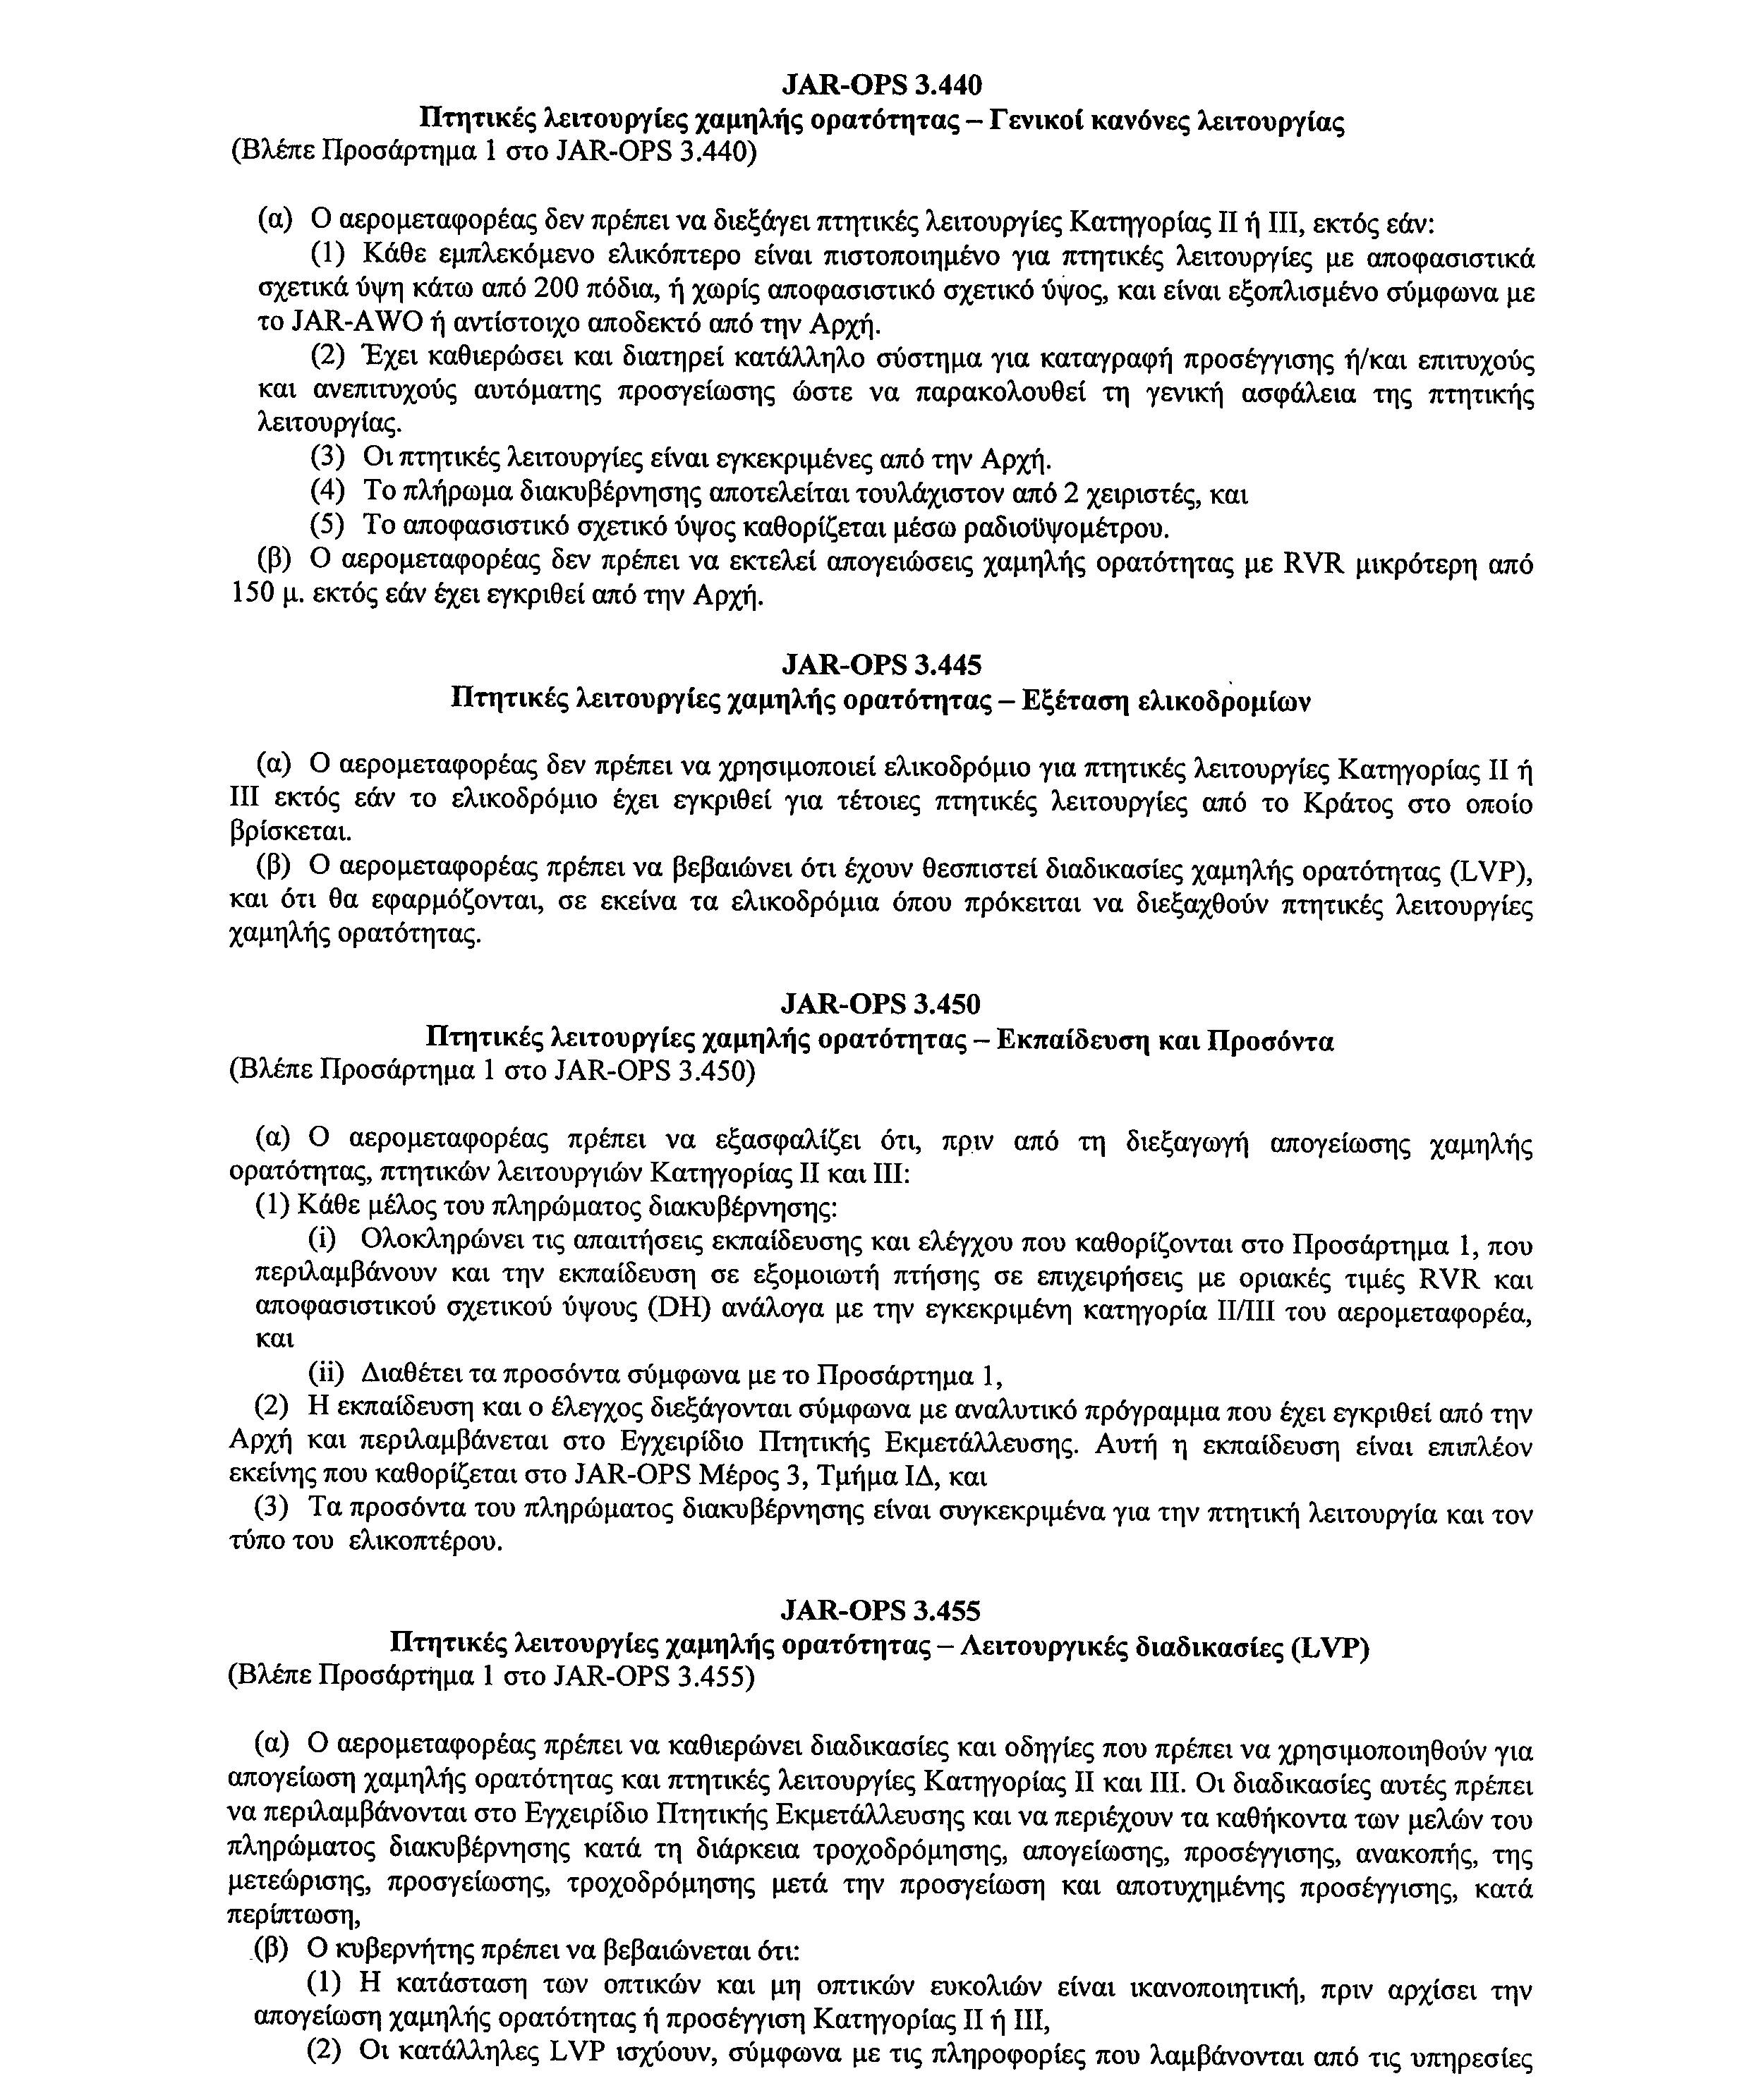 JAR-OPS 3.440
Πτητικές λειτουργίες χαμηλής ορατότητας – Γενικοί κανόνες λειτουργίας
(Βλέπε Προσάρτημα 1 στο JAR-OPS 3.440)
(α) Ο αερομεταφορέας δεν πρέπει να διεξάγει πτητικές λειτουργίες Κατηγορίας ΙΙ ή ΙΙΙ, εκτός εάν:
(1) Κάθε εμπλεκόμενο ελικόπτερο είναι πιστοποιημένο για πτητικές λειτουργίες με αποφασιστικά
σχετικά ύψη κάτω από 200 πόδια, ή χωρίς αποφασιστικό σχετικό ύψος, και είναι εξοπλισμένο σύμφωνα με
το JAR-AWO ή αντίστοιχο αποδεκτό από την Αρχή.
(2) Έχει καθιερώσει και διατηρεί κατάλληλο σύστημα για καταγραφή προσέγγισης ή/και επιτυχούς
και ανεπιτυχούς αυτόματης προσγείωσης ώστε να παρακολουθεί τη γενική ασφάλεια της πτητικής
λειτουργίας.
(3) Οι πτητικές λειτουργίες είναι εγκεκριμένες από την Αρχή.
(4) Το πλήρωμα διακυβέρνησης αποτελείται τουλάχιστον από 2 χειριστές, και
(5) Το αποφασιστικό σχετικό ύψος καθορίζεται μέσω ραδιοϋψομέτρου.
(β) Ο αερομεταφορέας δεν πρέπει να εκτελεί απογειώσεις χαμηλής ορατότητας με RVR μικρότερη από
150 μ. εκτός εάν έχει εγκριθεί από την Αρχή.
JAR-OPS 3.445
Πτητικές λειτουργίες χαμηλής ορατότητας – Εξέταση ελικοδρομίων
(α) Ο αερομεταφορέας δεν πρέπει να χρησιμοποιεί ελικοδρόμιο για πτητικές λειτουργίες Κατηγορίας ΙΙ ή
ΙΙΙ εκτός εάν το ελικοδρόμιο έχει εγκριθεί για τέτοιες πτητικές λειτουργίες από το Κράτος στο οποίο
βρίσκεται.
(β) Ο αερομεταφορέας πρέπει να βεβαιώνει ότι έχουν θεσπιστεί διαδικασίες χαμηλής ορατότητας (LVP),
και ότι θα εφαρμόζονται, σε εκείνα τα ελικοδρόμια όπου πρόκειται να διεξαχθούν πτητικές λειτουργίες
χαμηλής ορατότητας.
JAR-OPS 3.450
Πτητικές λειτουργίες χαμηλής ορατότητας – Εκπαίδευση και Προσόντα
(Βλέπε Προσάρτημα 1 στο JAR-OPS 3.450)
(α) Ο αερομεταφορέας πρέπει να εξασφαλίζει ότι, πριν από τη διεξαγωγή απογείωσης χαμηλής
ορατότητας, πτητικών λειτουργιών Κατηγορίας ΙΙ και ΙΙΙ:
(1) Κάθε μέλος του πληρώματος διακυβέρνησης:
(i) Ολοκληρώνει τις απαιτήσεις εκπαίδευσης και ελέγχου που καθορίζονται στο Προσάρτημα 1, που
περιλαμβάνουν και την εκπαίδευση σε εξομοιωτή πτήσης σε επιχειρήσεις με οριακές τιμές RVR και
αποφασιστικού σχετικού ύψους (DH) ανάλογα με την εγκεκριμένη κατηγορία ΙΙ/ΙΙΙ του αερομεταφορέα,
και
(ii) Διαθέτει τα προσόντα σύμφωνα με το Προσάρτημα 1,
(2) Η εκπαίδευση και ο έλεγχος διεξάγονται σύμφωνα με αναλυτικό πρόγραμμα που έχει εγκριθεί από την
Αρχή και περιλαμβάνεται στο Εγχειρίδιο Πτητικής Εκμετάλλευσης. Αυτή η εκπαίδευση είναι επιπλέον
εκείνης που καθορίζεται στο JAR-OPS Μέρος 3, Τμήμα ΙΔ, και
(3) Τα προσόντα του πληρώματος διακυβέρνησης είναι συγκεκριμένα για την πτητική λειτουργία και τον
τύπο του ελικοπτέρου.
JAR-OPS 3.455
Πτητικές λειτουργίες χαμηλής ορατότητας – Λειτουργικές διαδικασίες (LVP)
(Βλέπε Προσάρτημα 1 στο JAR-OPS 3.455)
(α) Ο αερομεταφορέας πρέπει να καθιερώνει διαδικασίες και οδηγίες που πρέπει να χρησιμοποιηθούν για
απογείωση χαμηλής ορατότητας και πτητικές λειτουργίες Κατηγορίας ΙΙ και ΙΙΙ. Οι διαδικασίες αυτές πρέπει
να περιλαμβάνονται στο Εγχειρίδιο Πτητικής Εκμετάλλευσης και να περιέχουν τα καθήκοντα των μελών του
πληρώματος διακυβέρνησης κατά τη διάρκεια τροχοδρόμησης, απογείωσης, προσέγγισης, ανακοπής, της
μετεώρισης, προσγείωσης, τροχοδρόμησης μετά την προσγείωση και αποτυχημένης προσέγγισης, κατά
περίπτωση,
(β) Ο κυβερνήτης πρέπει να βεβαιώνεται ότι:
(1) Η κατάσταση των οπτικών και μη οπτικών ευκολιών είναι ικανοποιητική, πριν αρχίσει την
απογείωση χαμηλής ορατότητας ή προσέγγιση Κατηγορίας ΙΙ ή ΙΙΙ,
(2) Οι κατάλληλες LVP ισχύουν, σύμφωνα με τις πληροφορίες που λαμβάνονται από τις υπηρεσίες